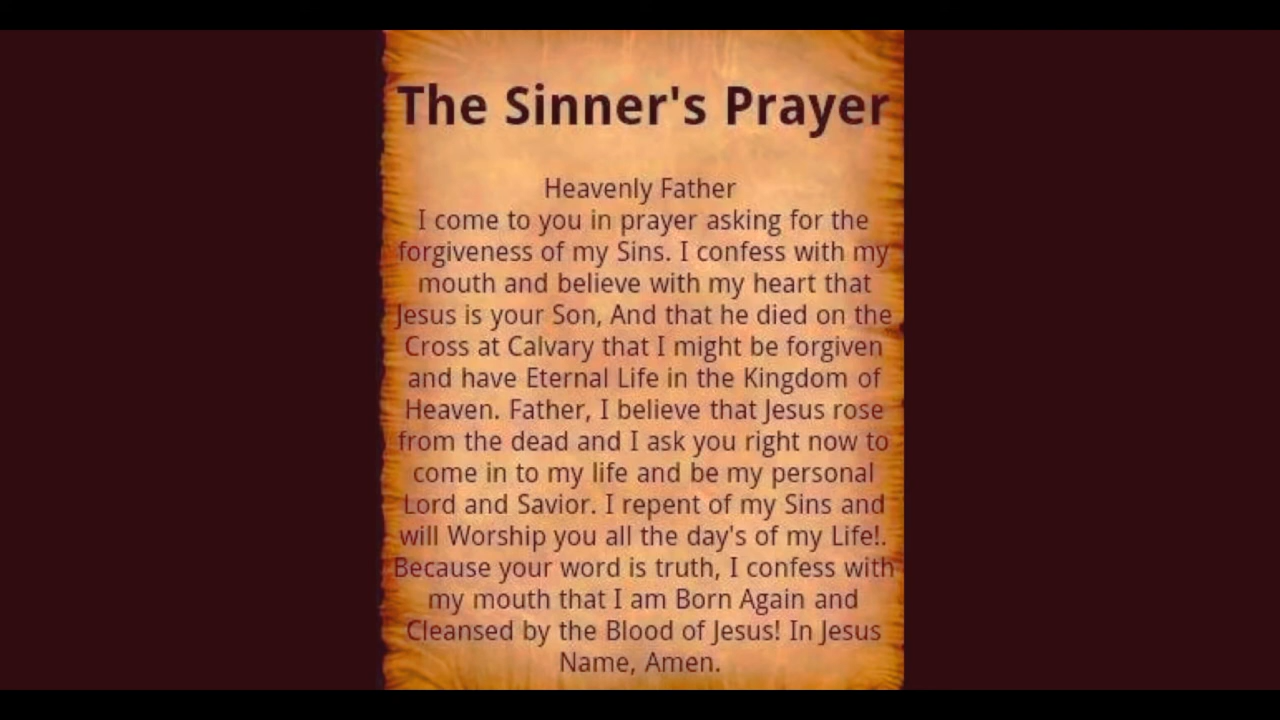 The Sinner's Prayer
Heavenly Father
I come to you in prayer asking for the
forgiveness of my Sins. I confess with my
mouth and believe with my heart that
Jesus is your Son, And that he died on the
Cross at Calvary that I might be forgiven
and have Eternal Life in the Kingdom of
Heaven. Father, I believe that Jesus rose
from the dead and I ask you right now to
come in to my life and be my personal
Lord and Savior. I repent of my Sins and
will Worship you all the day's of my Life!.
Because your word is truth, I confess with
my mouth that I am Born Again and
Cleansed by the Blood of Jesus! In Jesus
Name, Amen.